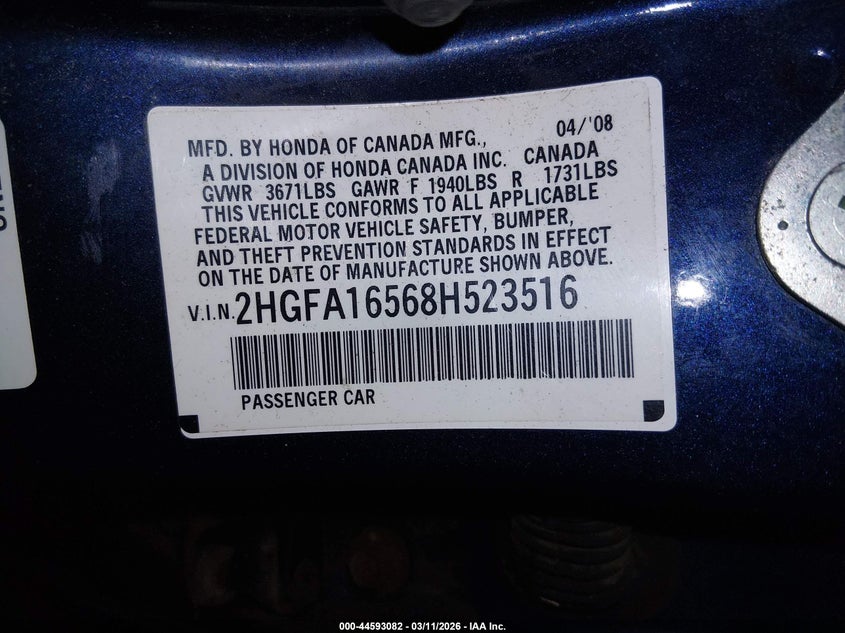 MFD. BY HONDA OF CANADA MFG., 04/'08
A DIVISION OF HONDA CANADA INC. CANADA
GVWR 3671LBS GAWR F 1940LBS R 1731LBS
THIS VEHICLE CONFORMS TO ALL APPLICABLE
FEDERAL MOTOR VEHICLE SAFETY, BUMPER,
AND THEFT PREVENTION STANDARDS IN EFFECT
ON THE DATE OF MANUFACTURE SHOWN ABOVE.
V.I.N. 2HGFA16568H523516
PASSENGER CAR
000-44593082 - 03/11/2026 - IAA Inc.